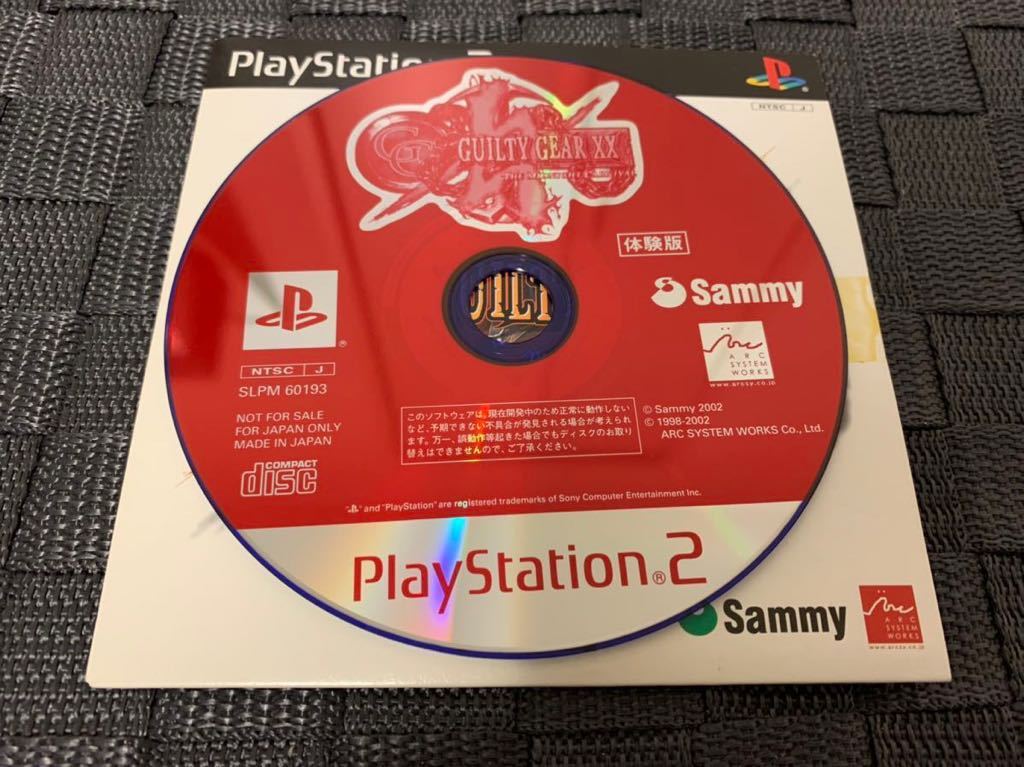 PlayStati
NTSC J
GUILTY GEAR XX
体験版
Sammy
ARC
SYSTEM
WORKS
www.arcsy.co.jp
NTSC J
SLPM 60193
NOT FOR SALE
FOR JAPAN ONLY
MADE IN JAPAN
COMPACT
disc
このソフトウェアは、現在開発中のため正常に動作しない
など、予期できない不具合が発見される場合が考えられ
ます。万一、誤動作等起きた場合でもディスクのお取り
替えはできませんので、ご了承ください。
© Sammy 2002
© 1998-2002
ARC SYSTEM WORKS Co., Ltd.
and "PlayStation" are registered trademarks of Sony Computer Entertainment Inc.
PlayStation®2
Sammy
ARC
SYSTEM
WORKS
www.arcsy.co.jp